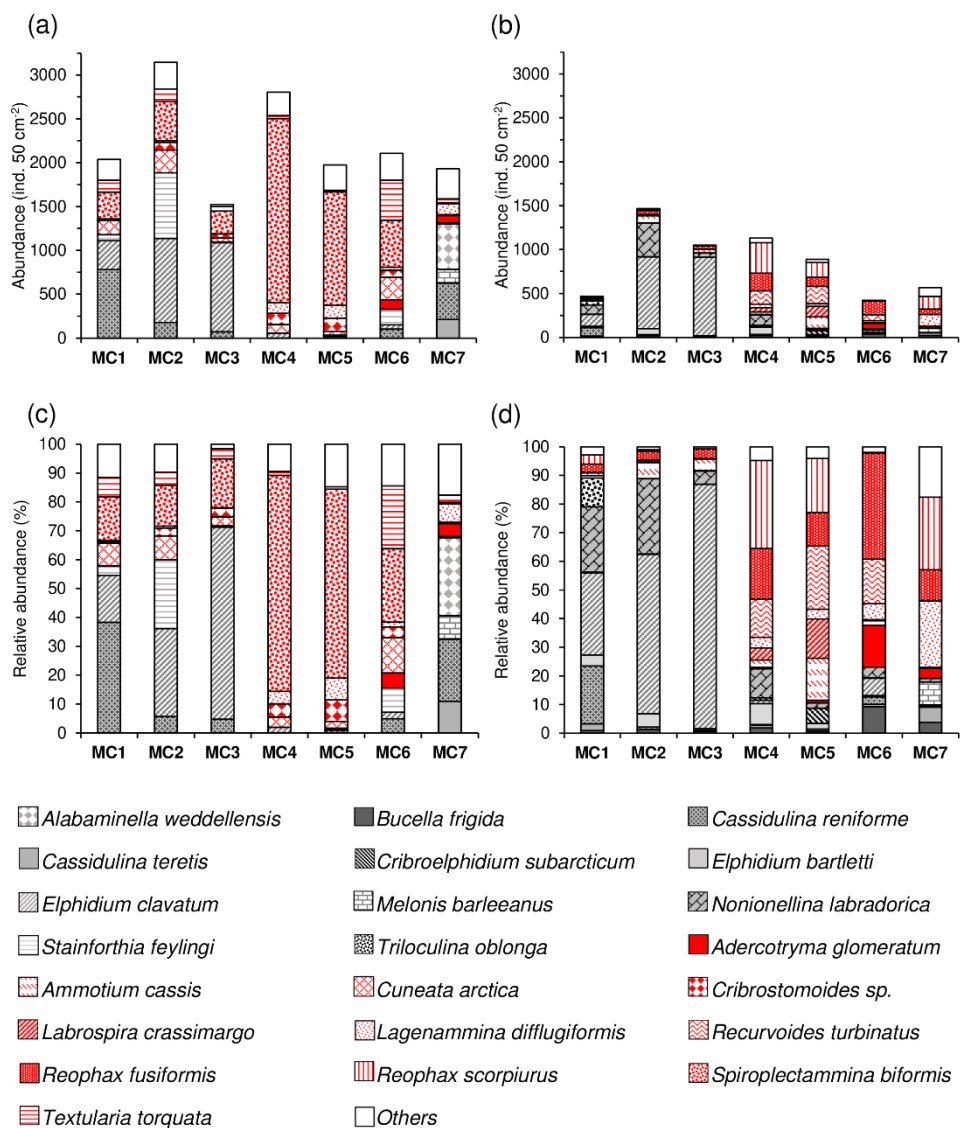 (a)
Abundance (ind. 50 cm⁻²)
3000
2500
2000
1500
1000
500
0
MC1 MC2 MC3 MC4 MC5 MC6 MC7
(b)
Abundance (ind. 50 cm⁻²)
3000
2500
2000
1500
1000
500
0
MC1 MC2 MC3 MC4 MC5 MC6 MC7
(c)
Relative abundance (%)
100
90
80
70
60
50
40
30
20
10
0
MC1 MC2 MC3 MC4 MC5 MC6 MC7
(d)
Relative abundance (%)
100
90
80
70
60
50
40
30
20
10
0
MC1 MC2 MC3 MC4 MC5 MC6 MC7
Alabaminella weddellensis Bucella frigida Cassidulina reniforme
Cassidulina teretis Cribroelphidium subarcticum Elphidium bartletti
Elphidium clavatum Melonis barleeanus Nonionellina labradorica
Stainforthia feylingi Triloculina oblonga Adercotryma glomeratum
Ammotium cassis Cuneata arctica Cribrostomoides sp.
Labrospira crassimargo Lagenammina difflugiformis Recurvoides turbinatus
Reophax fusiformis Reophax scorpiurus Spiroplectammina biformis
Textularia torquata Others